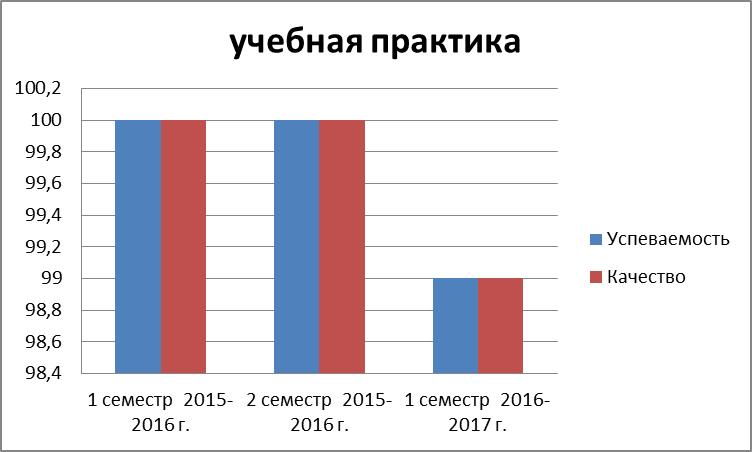 учебная практика
100,2
100
99,8
99,6
99,4
99,2
99
98,8
98,6
98,4
1 семестр 2015-
2016 г.
2 семестр 2015-
2016 г.
1 семестр 2016-
2017 г.
Успеваемость
Качество